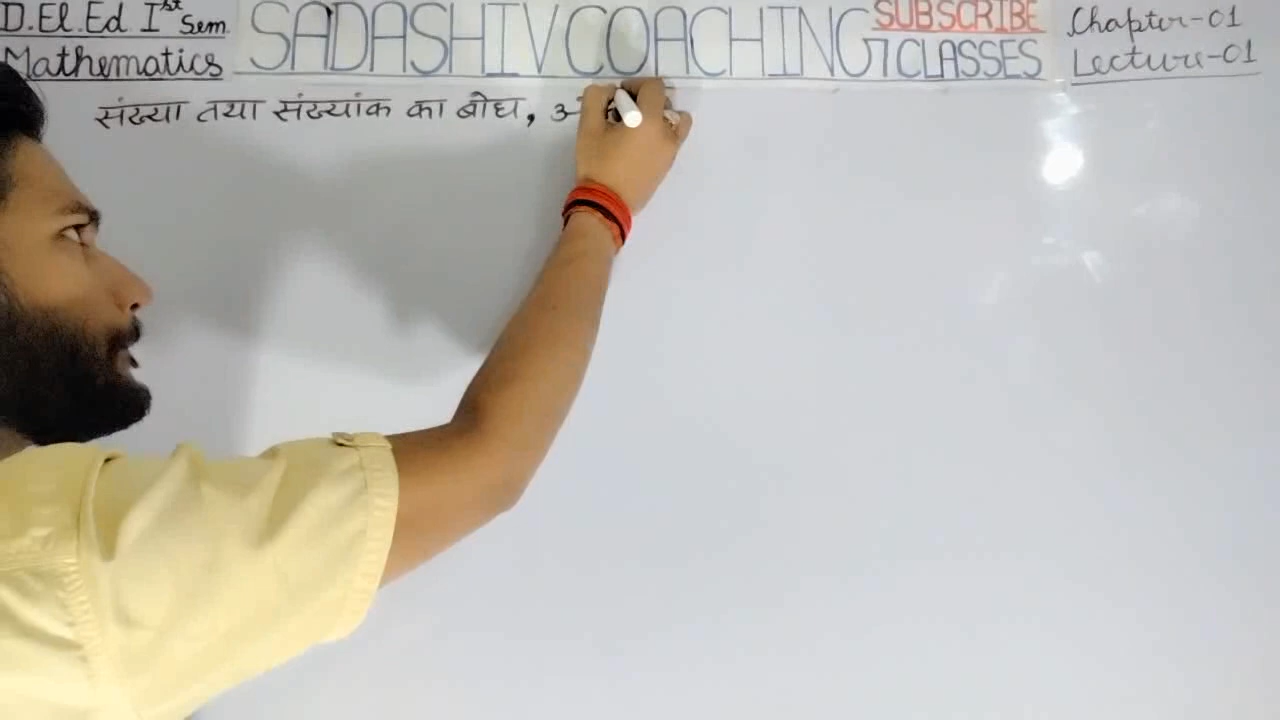 D.El.Ed Ist Sem.
Mathematics
SADASHIV COACHING CLASSES
SUBSCRIBE
Chapter-01
Lecture-01
संख्या तथा संख्यांक का बोध,